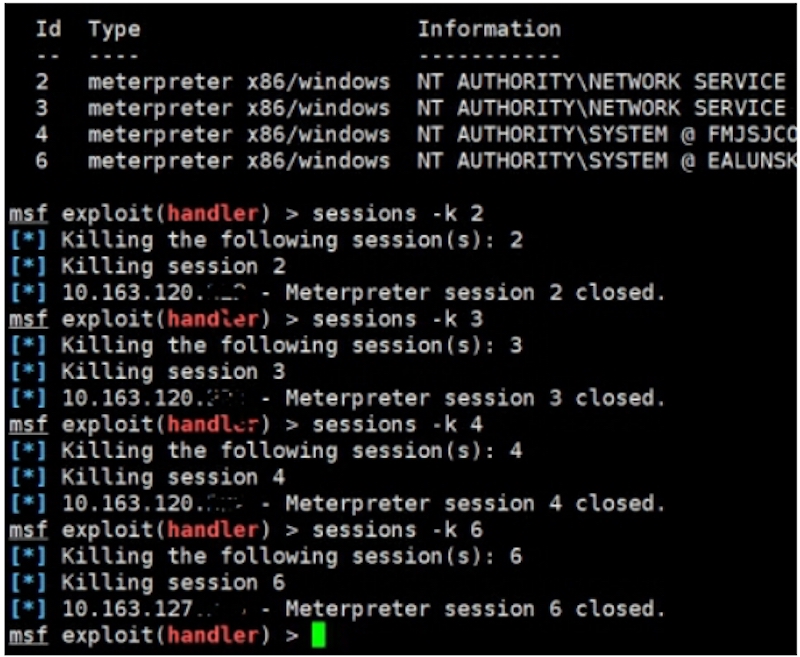 Id Type Information
-- ---- -----------
2 meterpreter x86/windows NT AUTHORITY\NETWORK SERVICE
3 meterpreter x86/windows NT AUTHORITY\NETWORK SERVICE
4 meterpreter x86/windows NT AUTHORITY\SYSTEM @ FMJSJCO
6 meterpreter x86/windows NT AUTHORITY\SYSTEM @ EALUNSK
msf exploit(handler) > sessions -k 2
[*] Killing the following session(s): 2
[*] Killing session 2
[*] 10.163.120. - Meterpreter session 2 closed.
msf exploit(handler) > sessions -k 3
[*] Killing the following session(s): 3
[*] Killing session 3
[*] 10.163.120. - Meterpreter session 3 closed.
msf exploit(handler) > sessions -k 4
[*] Killing the following session(s): 4
[*] Killing session 4
[*] 10.163.120. - Meterpreter session 4 closed.
msf exploit(handler) > sessions -k 6
[*] Killing the following session(s): 6
[*] Killing session 6
[*] 10.163.127. - Meterpreter session 6 closed.
msf exploit(handler) >